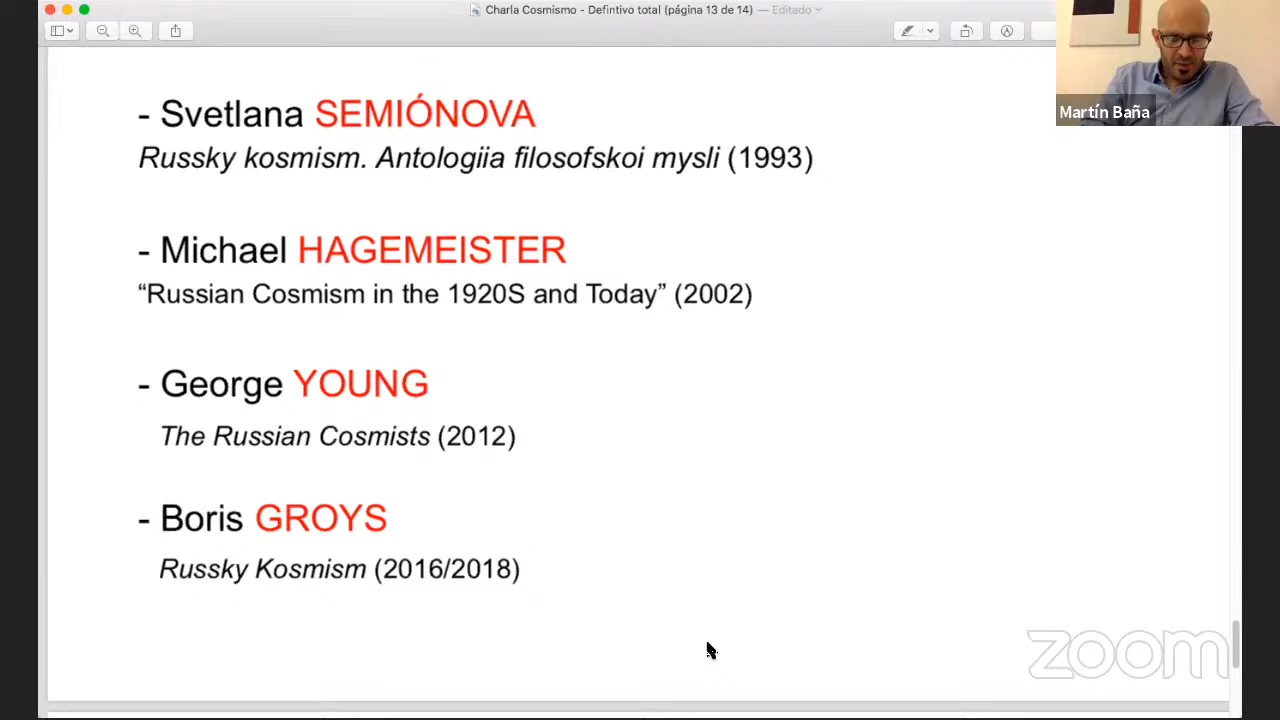 Charla Cosmismo - Defintivo total (página 13 de 14) — Editado
Martín Baña
- Svetlana SEMIÓNOVA
Russky kosmism. Antologiia filosofskoi mysli (1993)
- Michael HAGEMEISTER
“Russian Cosmism in the 1920S and Today” (2002)
- George YOUNG
The Russian Cosmists (2012)
- Boris GROYS
Russky Kosmism (2016/2018)
zoom